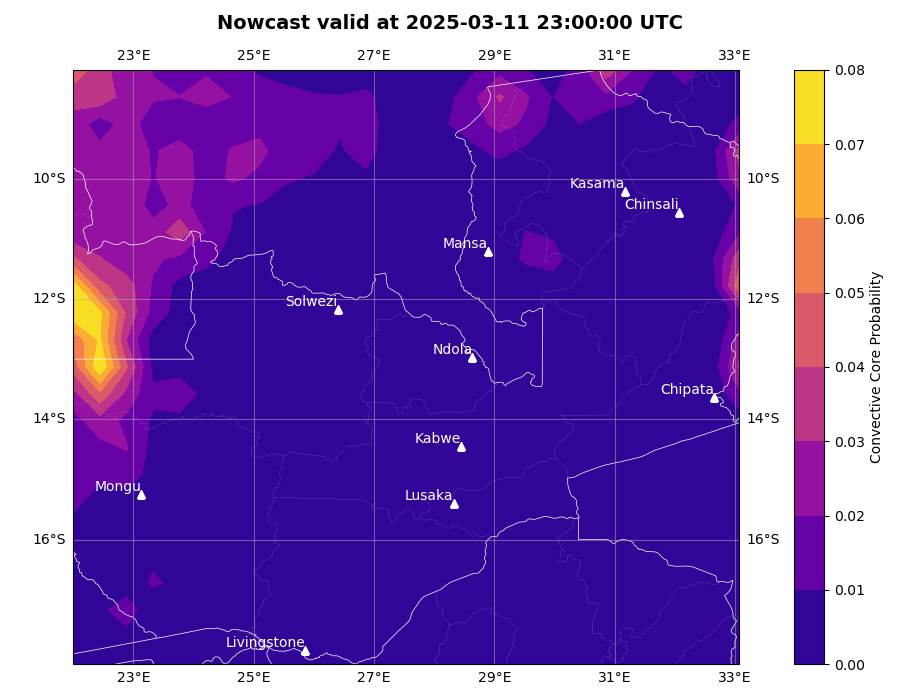 Nowcast valid at 2025-03-11 23:00:00 UTC
23°E 25°E 27°E 29°E 31°E 33°E
0.08
0.07
0.06
0.05
0.04
0.03
0.02
0.01
0.00
Convective Core Probability
10°S 10°S
12°S 12°S
14°S 14°S
16°S 16°S
Kasama
Chinsali
Mansa
Solwezi
Ndola
Chipata
Kabwe
Mongu
Lusaka
Livingstone
23°E 25°E 27°E 29°E 31°E 33°E